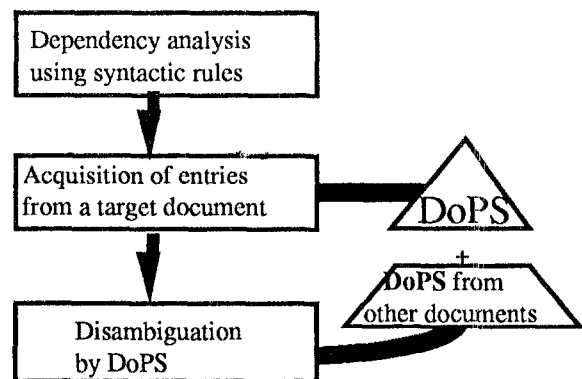 Dependency analysis
using syntactic rules
Acquisition of entries
from a target document
DoPS
+
DoPS from
other documents
Disambiguation
by DoPS